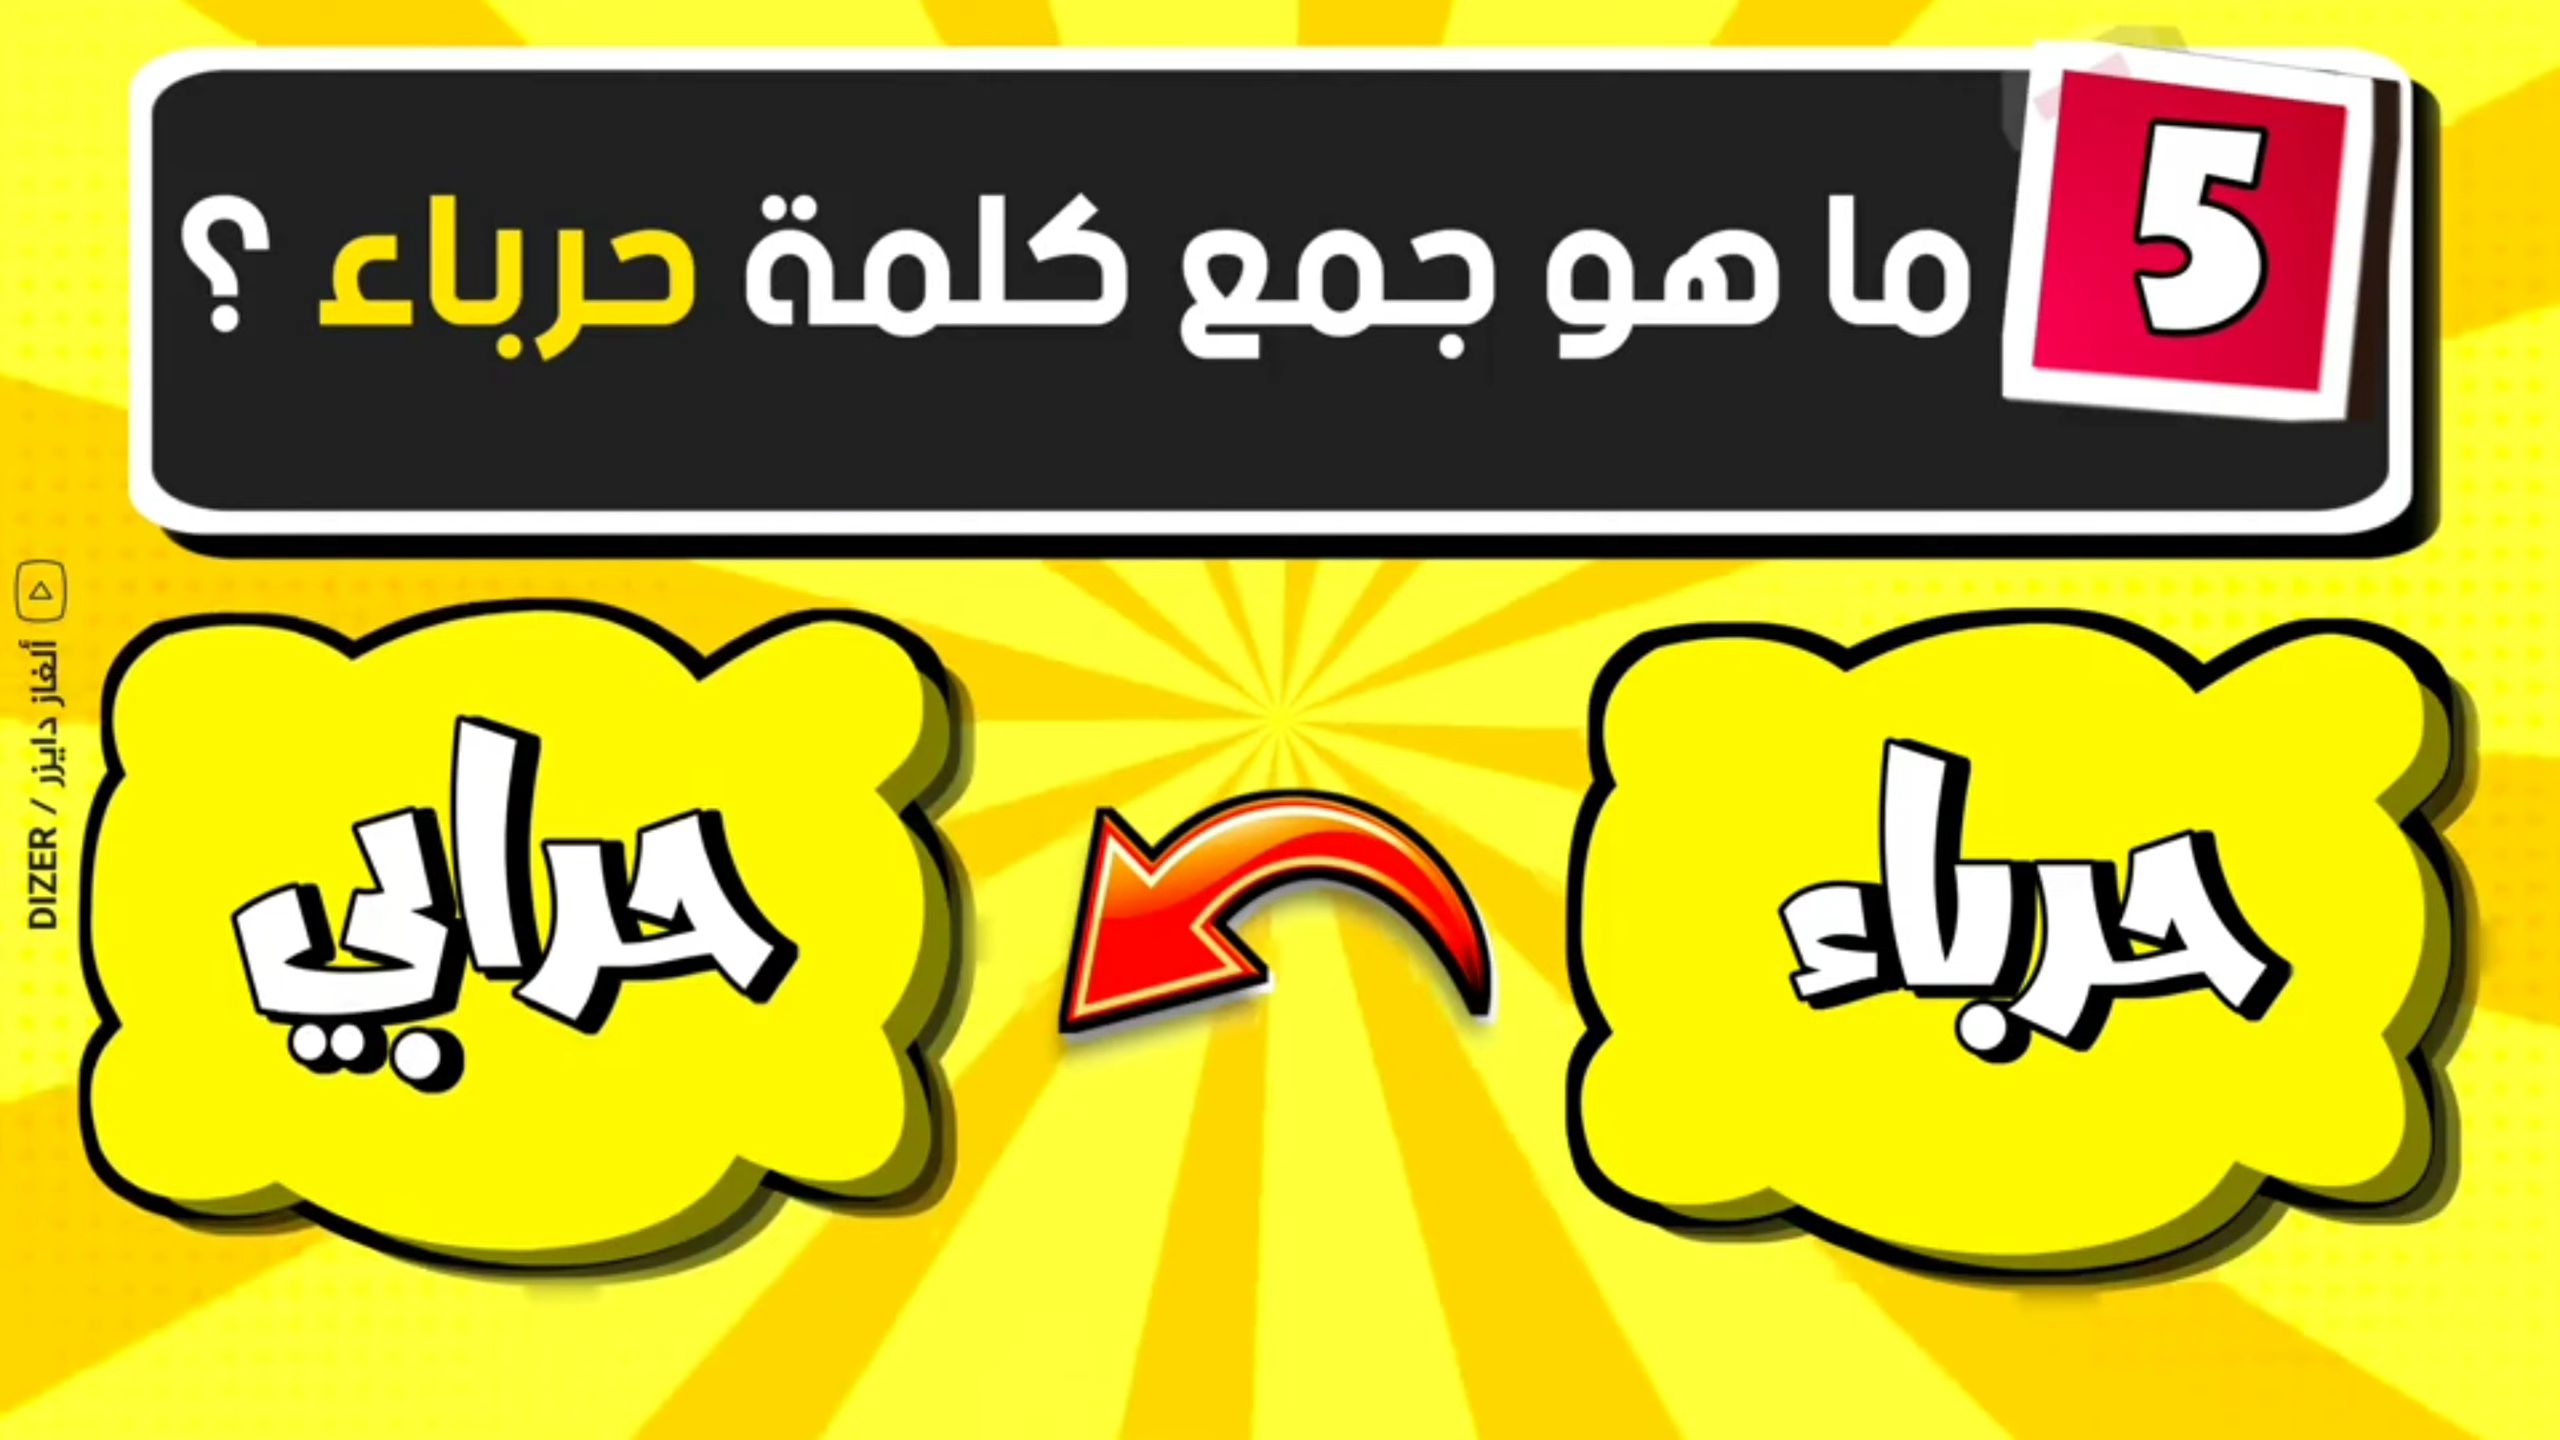 5
ما هو جمع كلمة حرباء ؟
حرباء
حرابي
ألغاز دايزر / DIZER